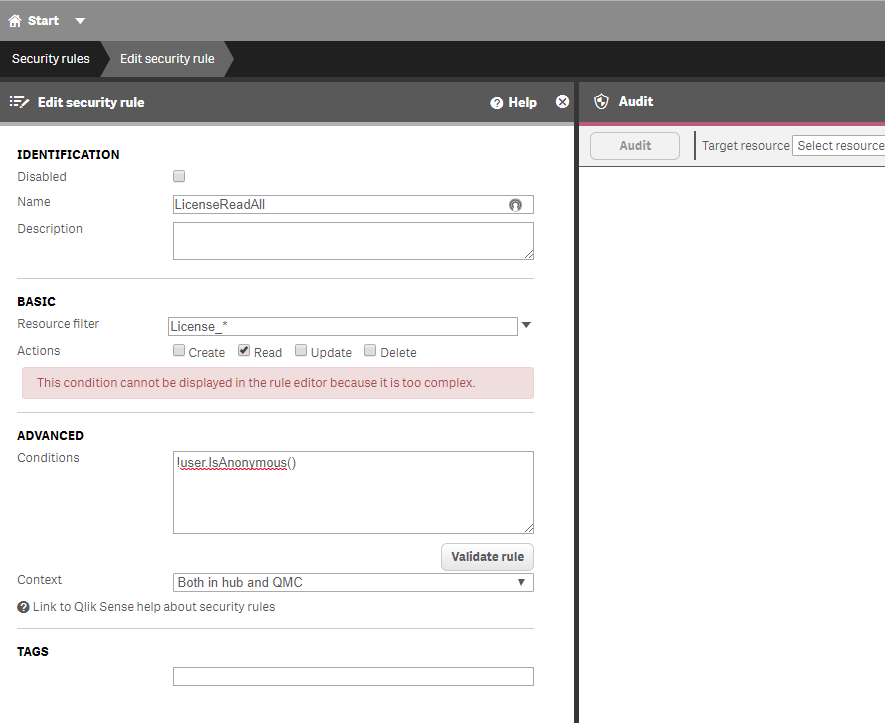 Start
Security rules Edit security rule
Edit security rule Help Audit
Audit Target resource Select resource
IDENTIFICATION
Disabled
Name LicenseReadAll
Description
BASIC
Resource filter License_*
Actions Create Read Update Delete
This condition cannot be displayed in the rule editor because it is too complex.
ADVANCED
Conditions !user.IsAnonymous()
Validate rule
Context Both in hub and QMC
Link to Qlik Sense help about security rules
TAGS